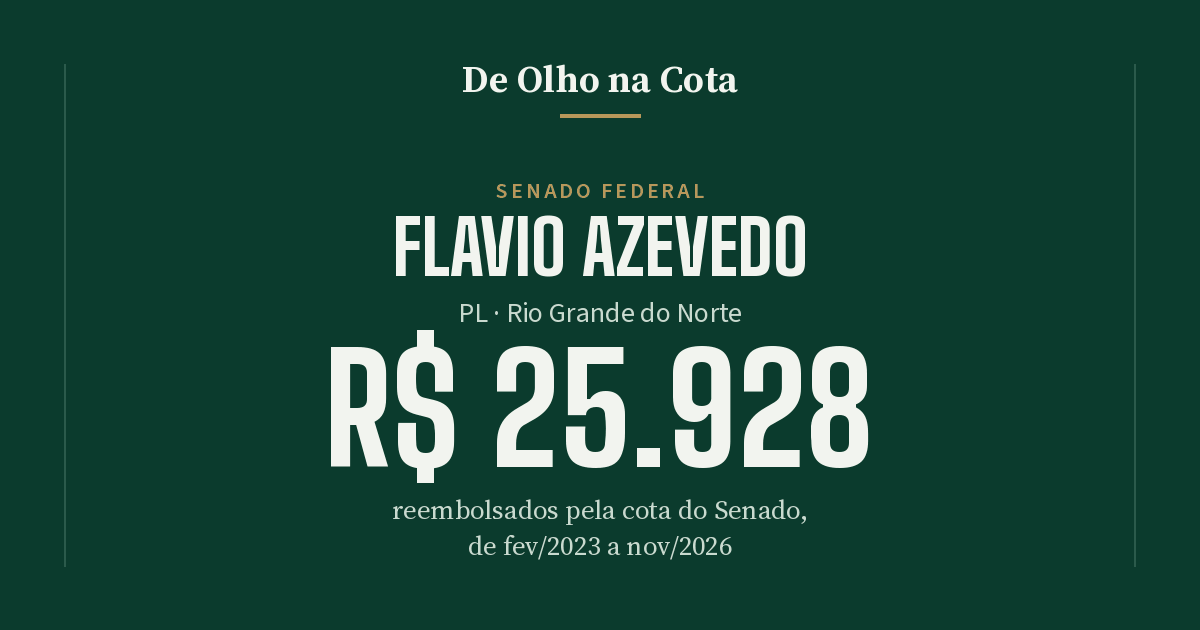 De Olho na Cota
SENADO FEDERAL
FLAVIO AZEVEDO
PL · Rio Grande do Norte
R$ 25.928
reembolsados pela cota do Senado,
de fev/2023 a nov/2026